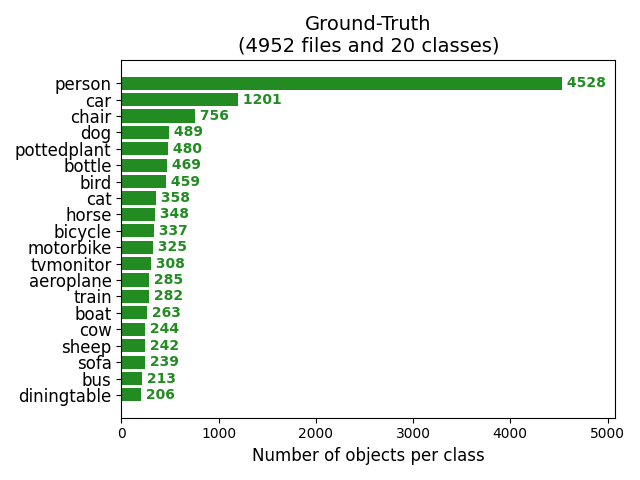 Ground-Truth
(4952 files and 20 classes)
person 4528
car 1201
chair 756
dog 489
pottedplant 480
bottle 469
bird 459
cat 358
horse 348
bicycle 337
motorbike 325
tvmonitor 308
aeroplane 285
train 282
boat 263
cow 244
sheep 242
sofa 239
bus 213
diningtable 206
0 1000 2000 3000 4000 5000
Number of objects per class